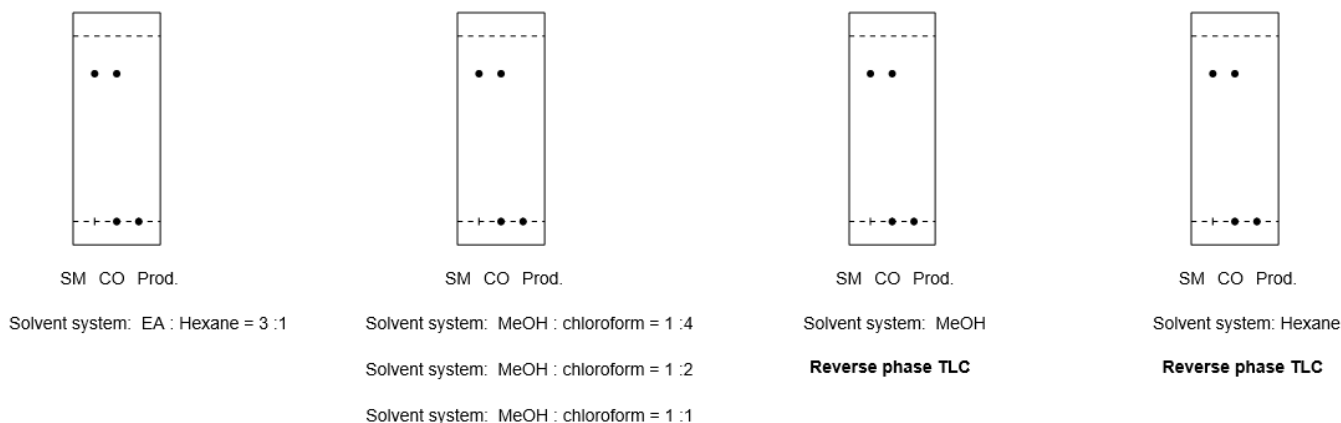 SM CO Prod.
Solvent system: EA : Hexane = 3 :1
SM CO Prod.
Solvent system: MeOH : chloroform = 1 :4
Solvent system: MeOH : chloroform = 1 :2
Solvent system: MeOH : chloroform = 1 :1
SM CO Prod.
Solvent system: MeOH
Reverse phase TLC
SM CO Prod.
Solvent system: Hexane
Reverse phase TLC